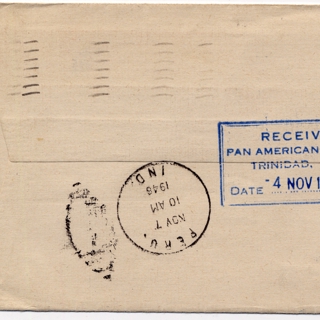 RECEIV
PAN AMERICAN
TRINIDAD,
DATE -4 NOV 1
PERU,
IND.
NOV 7
10 AM
1946